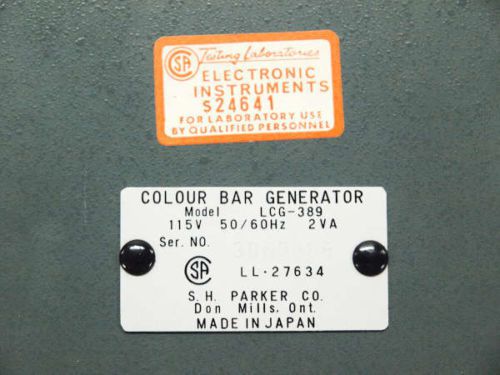 CSA Testing Laboratories
ELECTRONIC
INSTRUMENTS
S24641
FOR LABORATORY USE
BY QUALIFIED PERSONNEL
COLOUR BAR GENERATOR
Model LCG-389
115V 50/60Hz 2VA
Ser. NO.
CSA LL·27634
S. H. PARKER CO.
Don Mills, Ont.
MADE IN JAPAN